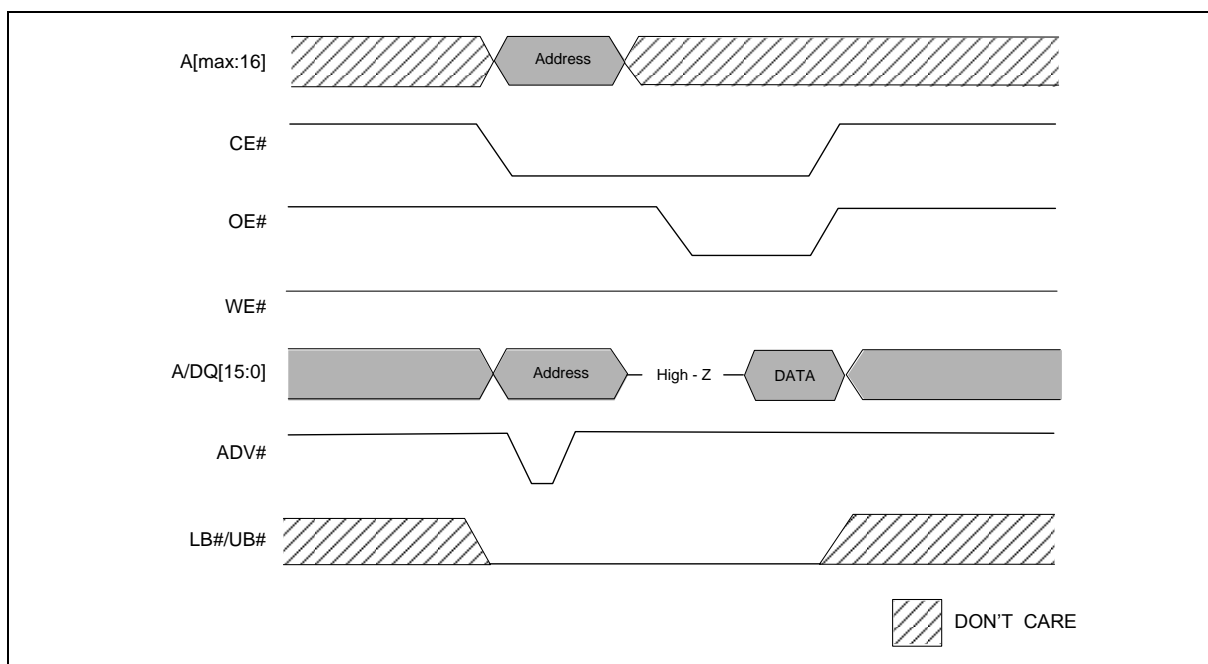 A[max:16]
Address
CE#
OE#
WE#
A/DQ[15:0]
Address
High - Z
DATA
ADV#
LB#/UB#
DON'T CARE